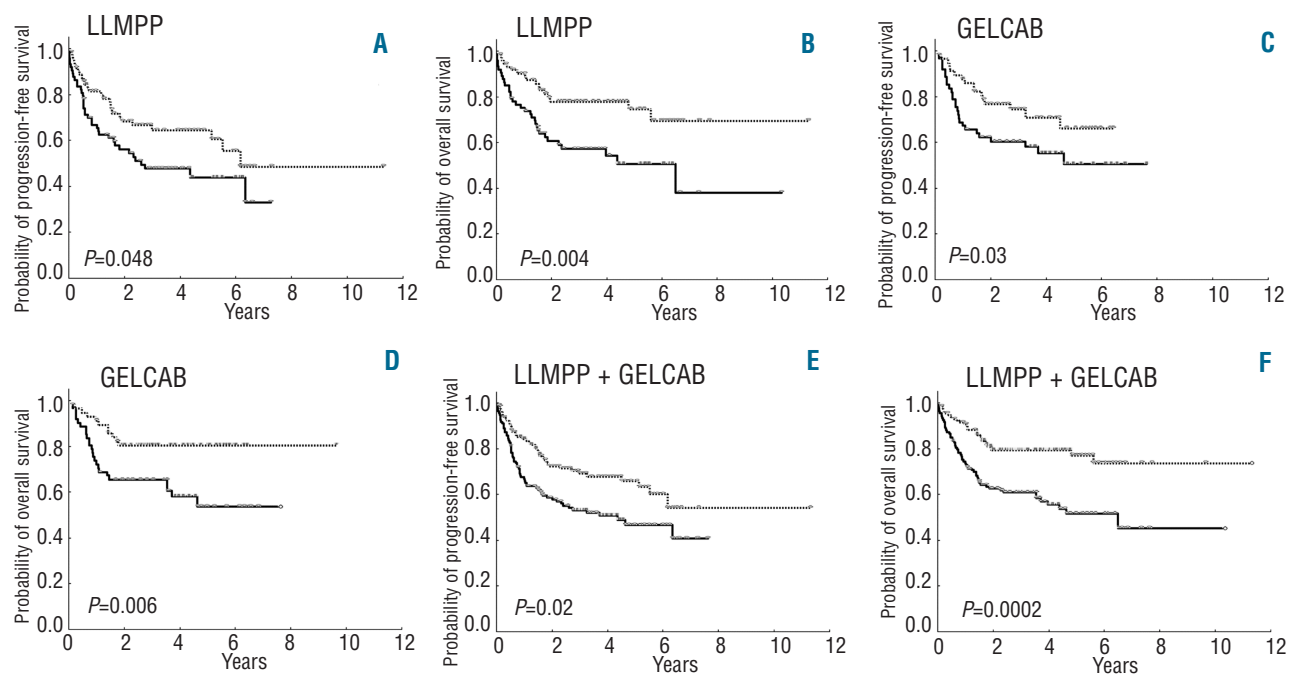 LLMPP
A
Probability of progression-free survival
1.0
0.8
0.6
0.4
0.2
0.0
P=0.048
0 2 4 6 8 10 12
Years
LLMPP
B
Probability of overall survival
1.0
0.8
0.6
0.4
0.2
0.0
P=0.004
0 2 4 6 8 10 12
Years
GELCAB
C
Probability of progression-free survival
1.0
0.8
0.6
0.4
0.2
0.0
P=0.03
0 2 4 6 8 10 12
Years
GELCAB
D
Probability of overall survival
1.0
0.8
0.6
0.4
0.2
0.0
P=0.006
0 2 4 6 8 10 12
Years
LLMPP + GELCAB
E
Probability of progression-free survival
1.0
0.8
0.6
0.4
0.2
0.0
P=0.02
0 2 4 6 8 10 12
Years
LLMPP + GELCAB
F
Probability of overall survival
1.0
0.8
0.6
0.4
0.2
0.0
P=0.0002
0 2 4 6 8 10 12
Years